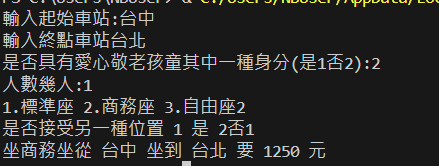 輸入起始車站:台中
輸入終點車站台北
是否具有愛心敬老孩童其中一種身分(是1否2):2
人數幾人:1
1.標準座 2.商務座 3.自由座2
是否接受另一種位置 1 是 2否1
坐商務坐從 台中 坐到 台北 要 1250 元